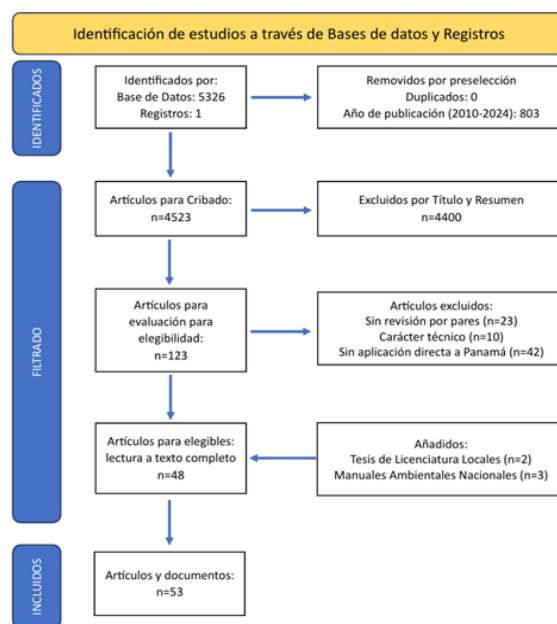 Identificación de estudios a través de Bases de datos y Registros
IDENTIFICADOS
Identificados por:
Base de Datos: 5326
Registros: 1
Removidos por preselección
Duplicados: 0
Año de publicación (2010-2024): 803
FILTRADO
Artículos para Cribado:
n=4523
Excluidos por Título y Resumen
n=4400
Artículos para
evaluación para
elegibilidad:
n=123
Artículos excluidos:
Sin revisión por pares (n=23)
Carácter técnico (n=10)
Sin aplicación directa a Panamá (n=42)
Artículos para elegibles:
lectura a texto completo
n=48
Añadidos:
Tesis de Licenciatura Locales (n=2)
Manuales Ambientales Nacionales (n=3)
INCLUIDOS
Artículos y documentos:
n=53